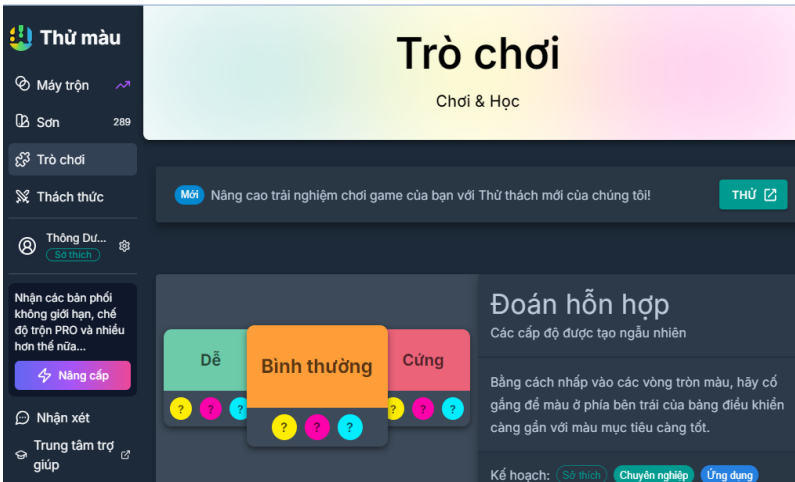 Thử màu
Máy trộn
Sơn 289
Trò chơi
Thách thức
Thông Dư...
Sở thích
Nhận các bản phối
không giới hạn, chế
độ trộn PRO và nhiều
hơn thế nữa...
Nâng cấp
Nhận xét
Trung tâm trợ
giúp
Trò chơi
Chơi & Học
Mới Nâng cao trải nghiệm chơi game của bạn với Thử thách mới của chúng tôi!
THỬ
Dễ
Bình thường
Cứng
? ? ?
? ? ?
? ? ?
Đoán hỗn hợp
Các cấp độ được tạo ngẫu nhiên
Bằng cách nhấp vào các vòng tròn màu, hãy cố
gắng để màu ở phía bên trái của bảng điều khiển
càng gần với màu mục tiêu càng tốt.
Kế hoạch: Sở thích Chuyên nghiệp Ứng dụng